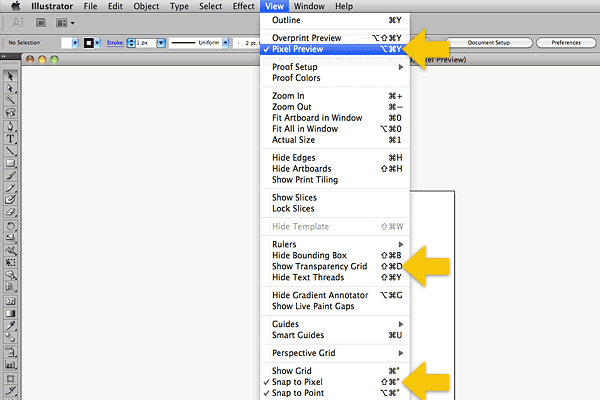 Illustrator File Edit Object Type Select Effect View Window Help
Outline ⌘Y
No Selection Stroke: 1 px Uniform 2 pt. Document Setup Preferences
Overprint Preview ⌥⇧⌘Y
✓ Pixel Preview ⌥⌘Y
Pixel Preview)
Proof Setup
Proof Colors
Zoom In ⌘+
Zoom Out ⌘−
Fit Artboard in Window ⌘0
Fit All in Window ⌥⌘0
Actual Size ⌘1
Hide Edges ⌘H
Hide Artboards ⇧⌘H
Show Print Tiling
Show Slices
Lock Slices
Hide Template ⇧⌘W
Rulers
Hide Bounding Box ⇧⌘B
Show Transparency Grid ⇧⌘D
Hide Text Threads ⇧⌘Y
Hide Gradient Annotator ⌥⌘G
Show Live Paint Gaps
Guides
Smart Guides ⌘U
Perspective Grid
Show Grid ⌘"
✓ Snap to Pixel ⇧⌘"
✓ Snap to Point ⌥⌘"